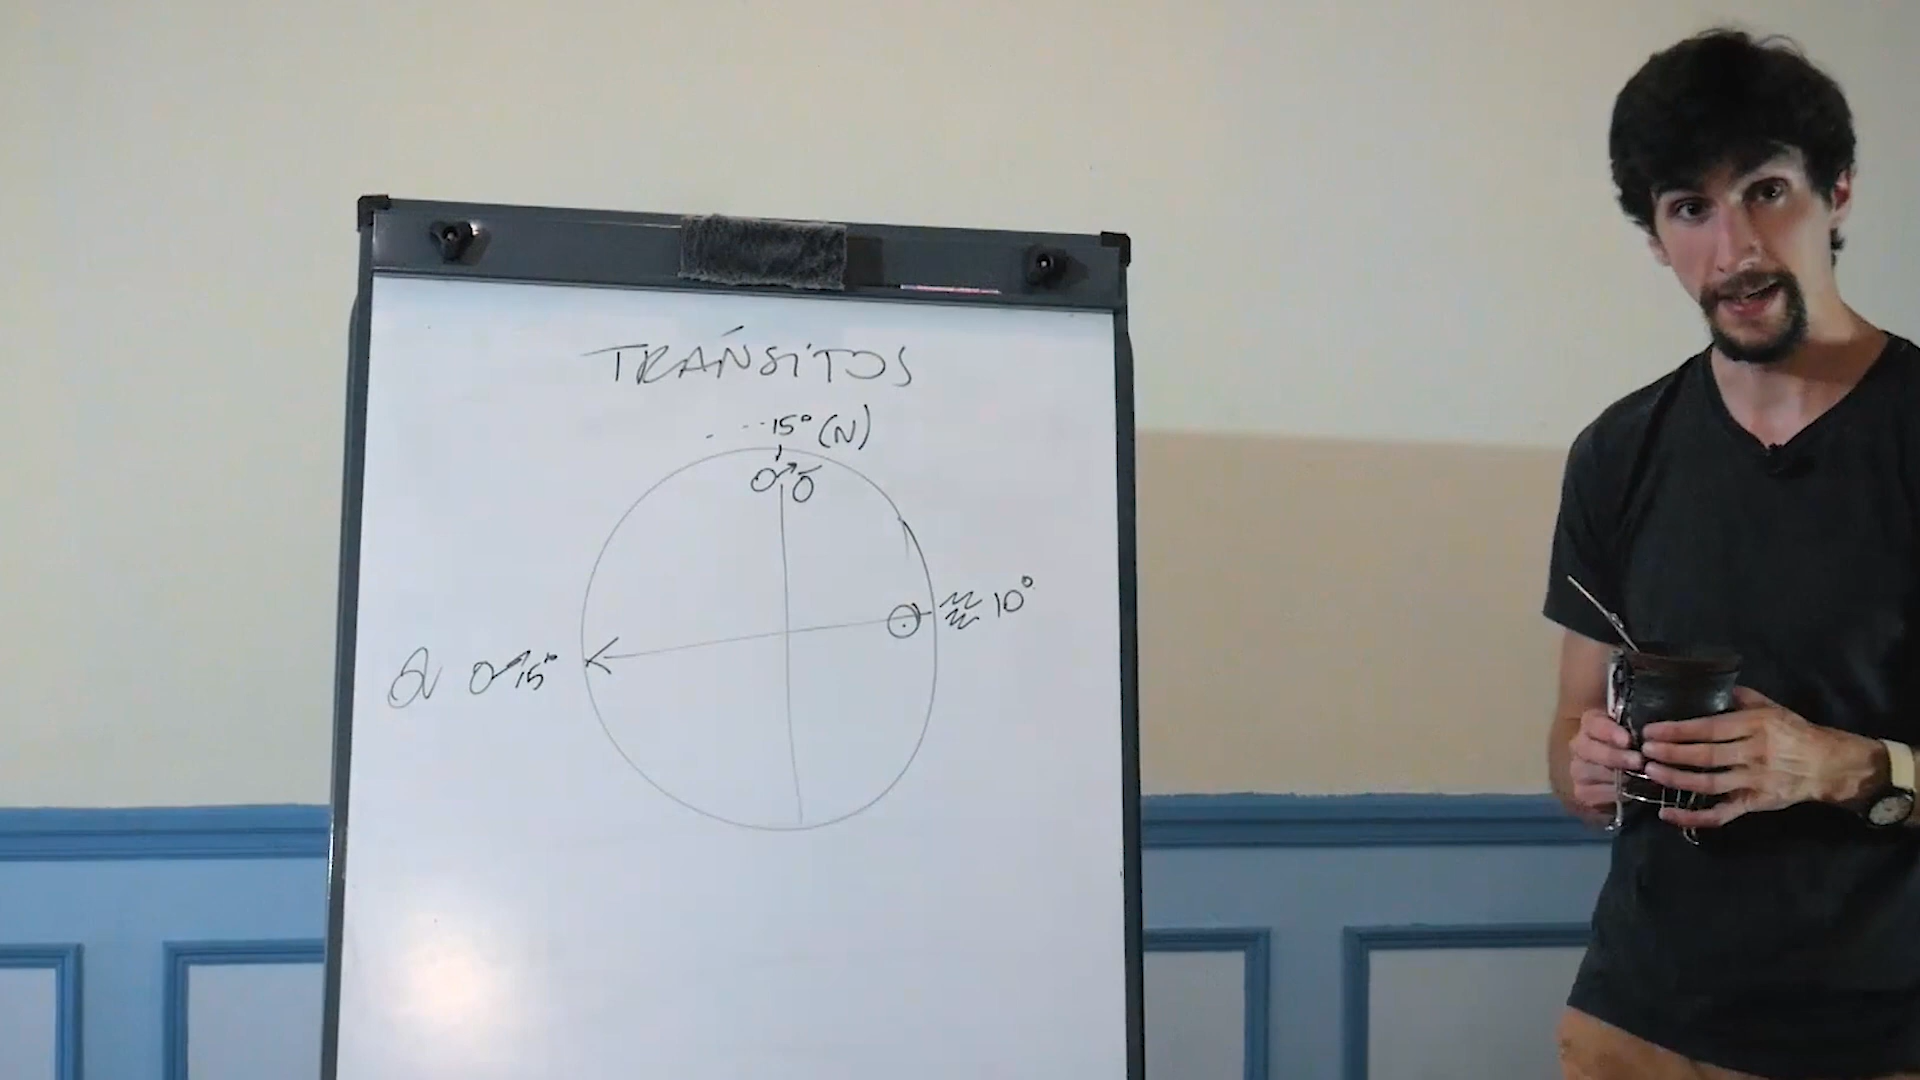 TRÁNSITOS
15° (N)
♂ ♉
☉ ♒ 10°
♌ ♂ 15°